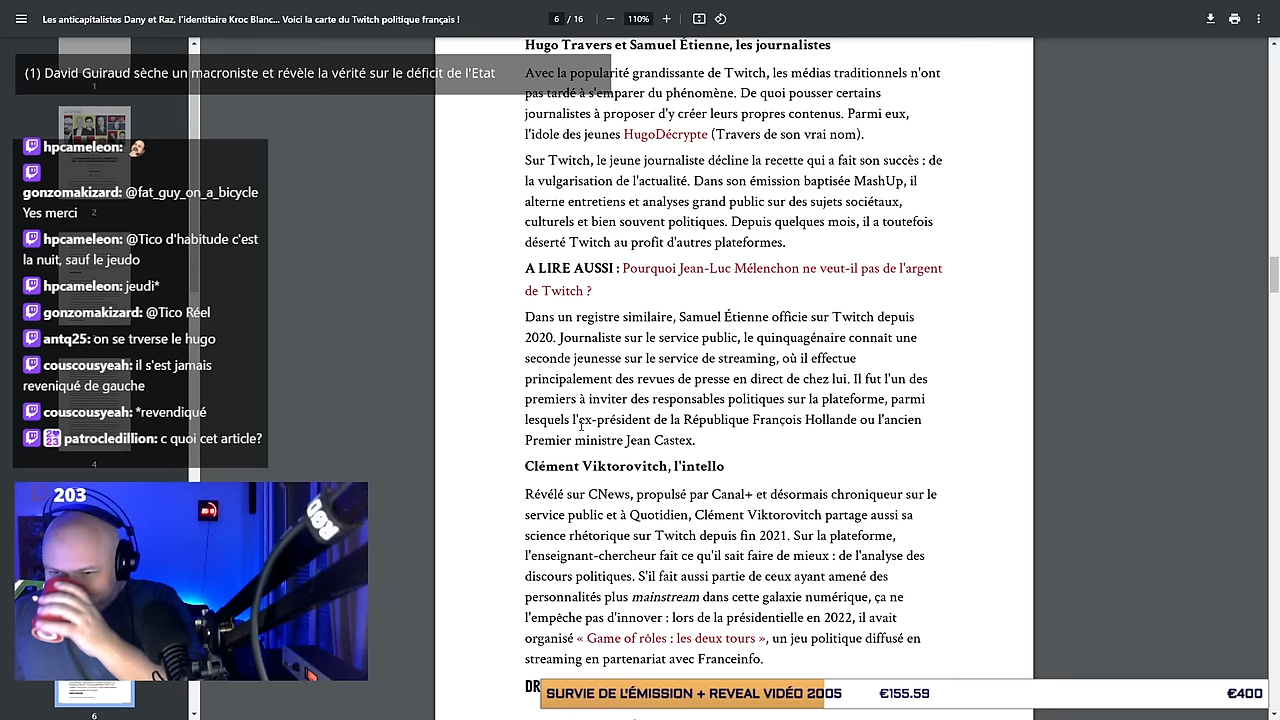 Les anticapitalistes Dany et Raz, l'identitaire Kroc Blanc... Voici la carte du Twitch politique français !
6 / 16
110%
(1) David Guiraud sèche un macroniste et révèle la vérité sur le déficit de l'Etat
1
hpcameleon:
gonzomakizard: @fat_guy_on_a_bicycle
Yes merci
2
hpcameleon: @Tico d'habitude c'est
la nuit, sauf le jeudo
hpcameleon: jeudi*
gonzomakizard: @Tico Réel
antq25: on se trverse le hugo
couscousyeah: il s'est jamais
reveniqué de gauche
couscousyeah: *revendiqué
23 patrocledillion: c quoi cet article?
4
203
6
Hugo Travers et Samuel Étienne, les journalistes
Avec la popularité grandissante de Twitch, les médias traditionnels n'ont
pas tardé à s'emparer du phénomène. De quoi pousser certains
journalistes à proposer d'y créer leurs propres contenus. Parmi eux,
l'idole des jeunes HugoDécrypte (Travers de son vrai nom).
Sur Twitch, le jeune journaliste décline la recette qui a fait son succès : de
la vulgarisation de l'actualité. Dans son émission baptisée MashUp, il
alterne entretiens et analyses grand public sur des sujets sociétaux,
culturels et bien souvent politiques. Depuis quelques mois, il a toutefois
déserté Twitch au profit d'autres plateformes.
A LIRE AUSSI : Pourquoi Jean-Luc Mélenchon ne veut-il pas de l'argent
de Twitch ?
Dans un registre similaire, Samuel Étienne officie sur Twitch depuis
2020. Journaliste sur le service public, le quinquagénaire connaît une
seconde jeunesse sur le service de streaming, où il effectue
principalement des revues de presse en direct de chez lui. Il fut l'un des
premiers à inviter des responsables politiques sur la plateforme, parmi
lesquels l'ex-président de la République François Hollande ou l'ancien
Premier ministre Jean Castex.
Clément Viktorovitch, l'intello
Révélé sur CNews, propulsé par Canal+ et désormais chroniqueur sur le
service public et à Quotidien, Clément Viktorovitch partage aussi sa
science rhétorique sur Twitch depuis fin 2021. Sur la plateforme,
l'enseignant-chercheur fait ce qu'il sait faire de mieux : de l'analyse des
discours politiques. S'il fait aussi partie de ceux ayant amené des
personnalités plus mainstream dans cette galaxie numérique, ça ne
l'empêche pas d'innover : lors de la présidentielle en 2022, il avait
organisé « Game of rôles : les deux tours », un jeu politique diffusé en
streaming en partenariat avec Franceinfo.
DR
SURVIE DE L'ÉMISSION + REVEAL VIDÉO 2005 €155.59 €400